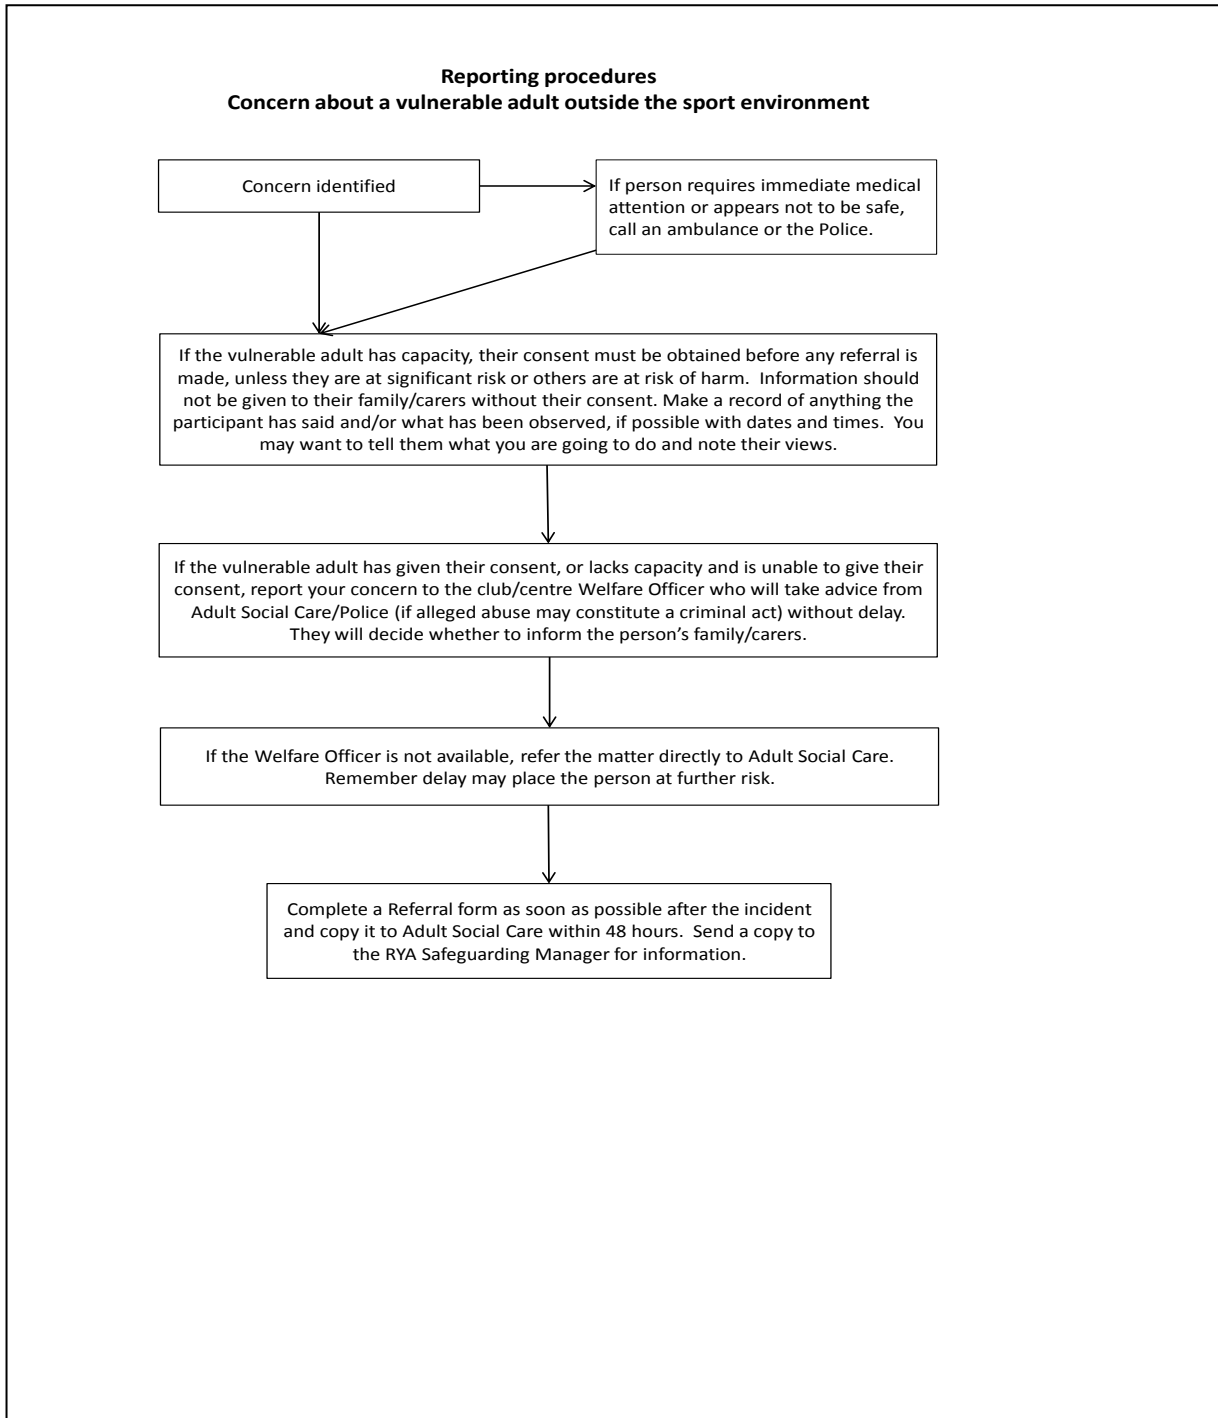 Reporting procedures
Concern about a vulnerable adult outside the sport environment
Concern identified
If person requires immediate medical
attention or appears not to be safe,
call an ambulance or the Police.
If the vulnerable adult has capacity, their consent must be obtained before any referral is
made, unless they are at significant risk or others are at risk of harm.  Information should
not be given to their family/carers without their consent. Make a record of anything the
participant has said and/or what has been observed, if possible with dates and times.  You
may want to tell them what you are going to do and note their views.
If the vulnerable adult has given their consent, or lacks capacity and is unable to give their
consent, report your concern to the club/centre Welfare Officer who will take advice from
Adult Social Care/Police (if alleged abuse may constitute a criminal act) without delay.
They will decide whether to inform the person’s family/carers.
If the Welfare Officer is not available, refer the matter directly to Adult Social Care.
Remember delay may place the person at further risk.
Complete a Referral form as soon as possible after the incident
and copy it to Adult Social Care within 48 hours.  Send a copy to
the RYA Safeguarding Manager for information.